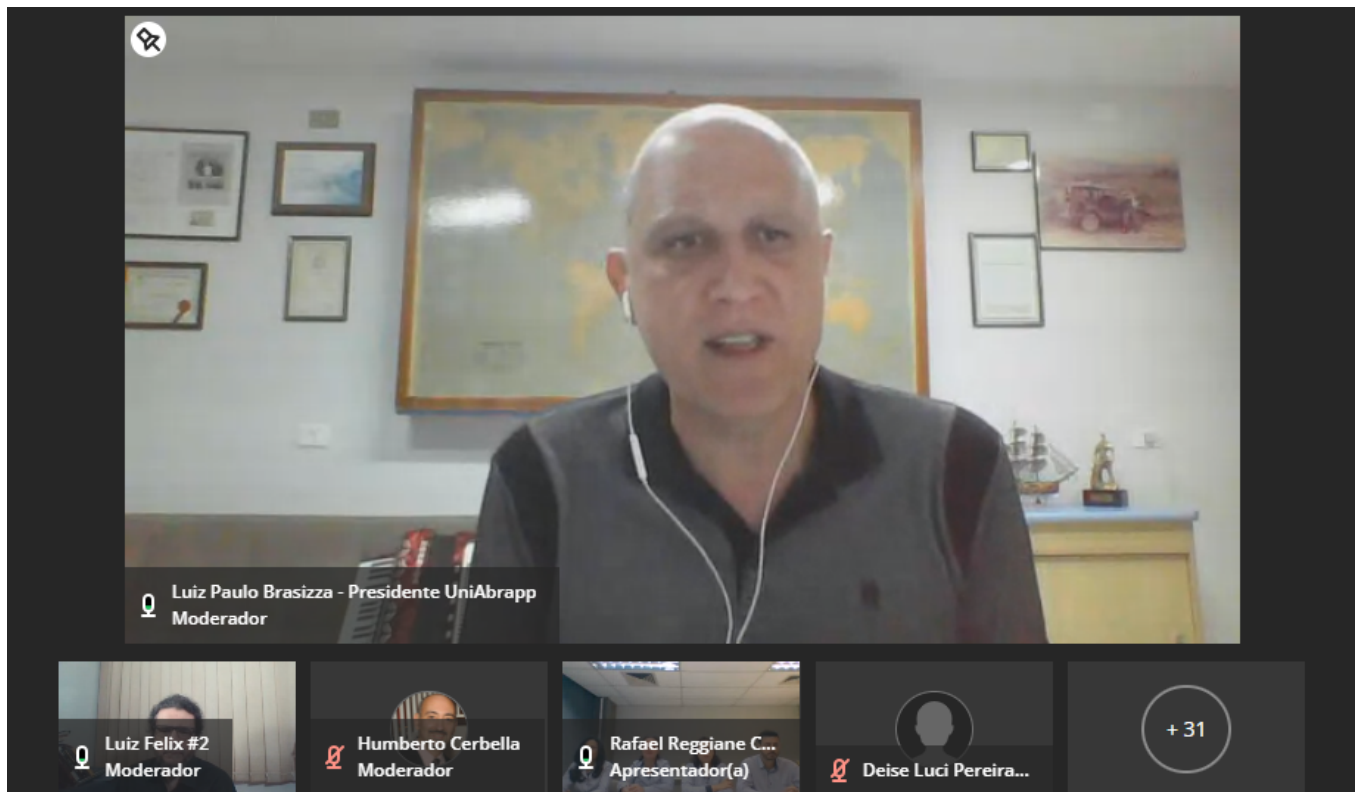 Luiz Paulo Brasizza - Presidente UniAbrapp
Moderador
Luiz Felix #2
Moderador
Humberto Cerbella
Moderador
Rafael Reggiane C...
Apresentador(a)
Deise Luci Pereira...
+ 31